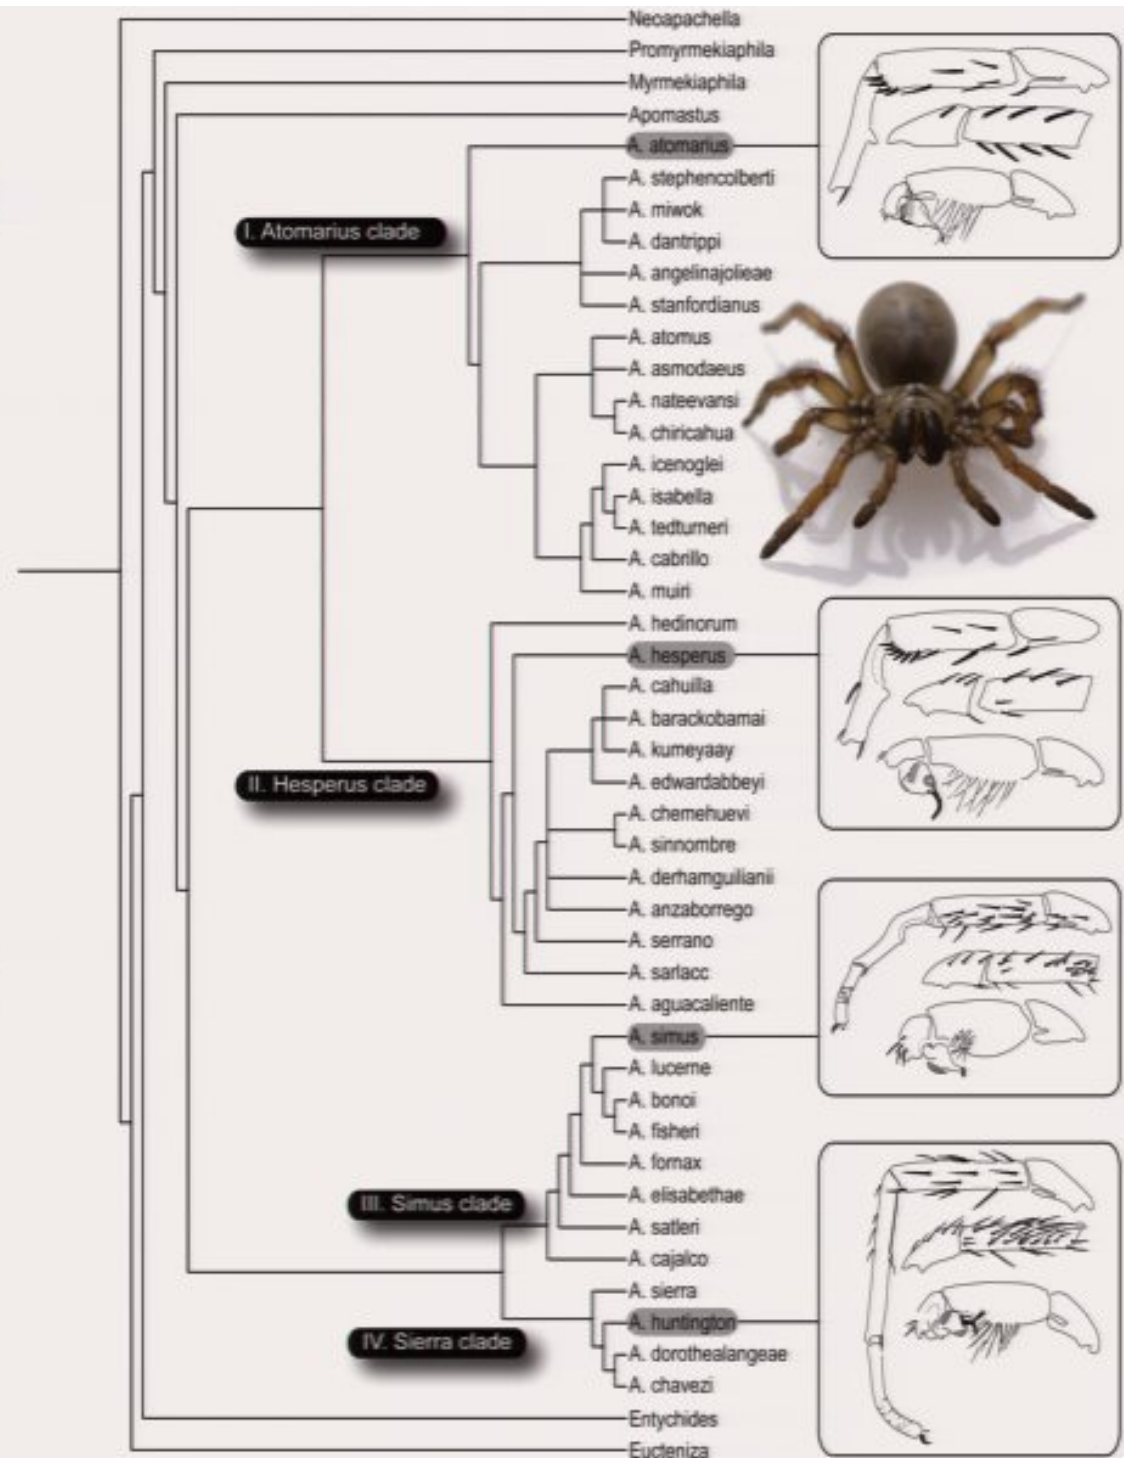 Neoapachella
Promyrmekiaphila
Myrmekiaphila
Apomastus
A. atomarius
A. stephencolberti
I. Atomarius clade
A. miwok
A. dantrippi
A. angelinajolieae
A. stanfordianus
A. atomus
A. asmodaeus
A. nateevansi
A. chiricahua
A. icenoglei
A. isabella
A. tedturneri
A. cabrillo
A. muiri
A. hedinorum
A. hesperus
A. cahuilla
A. barackobamai
A. kumeyaay
II. Hesperus clade
A. edwardabbeyi
A. chemehuevi
A. sinnombre
A. derhamguilianii
A. anzaborrego
A. serrano
A. sarlacc
A. aguacaliente
A. simus
A. lucerne
A. bonoi
A. fisheri
A. fornax
A. elisabethae
III. Simus clade
A. satleri
A. cajalco
A. sierra
A. huntington
IV. Sierra clade
A. dorothealangeae
A. chavezi
Entychides
Eucteniza